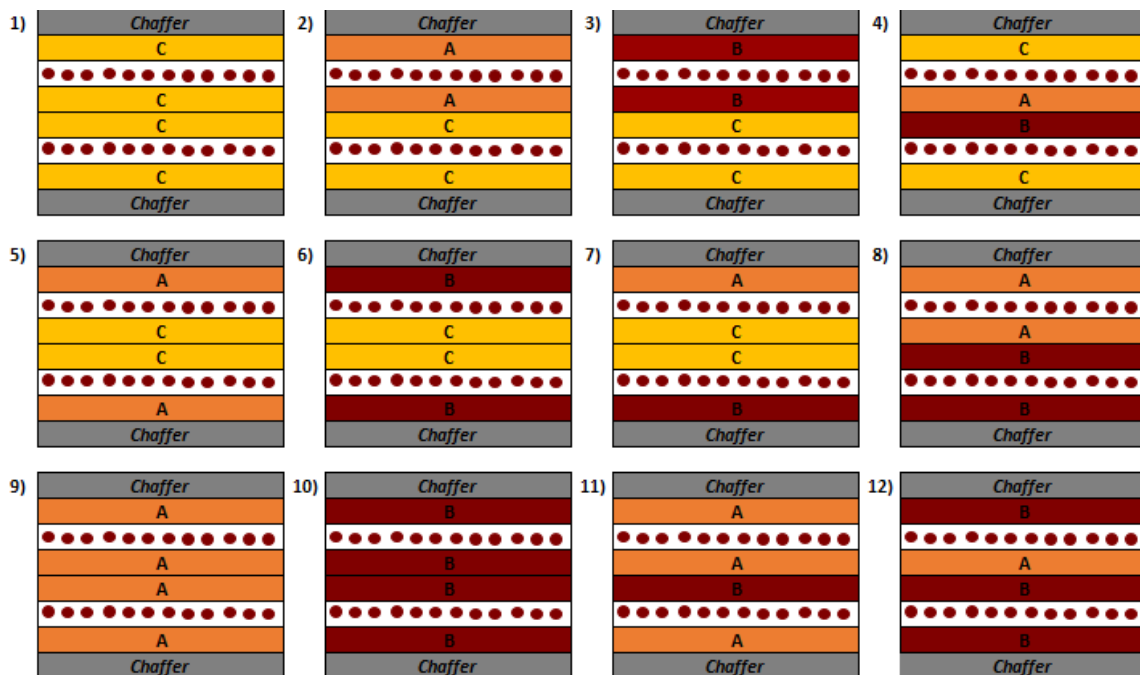 1) Chaffer 2) Chaffer 3) Chaffer 4) Chaffer
C A B C
C A B A
C C C B
C C C C
Chaffer Chaffer Chaffer Chaffer
5) Chaffer 6) Chaffer 7) Chaffer 8) Chaffer
A B A A
C C C A
C C C B
A B B B
Chaffer Chaffer Chaffer Chaffer
9) Chaffer 10) Chaffer 11) Chaffer 12) Chaffer
A B A B
A B A A
A B B B
A B A B
Chaffer Chaffer Chaffer Chaffer